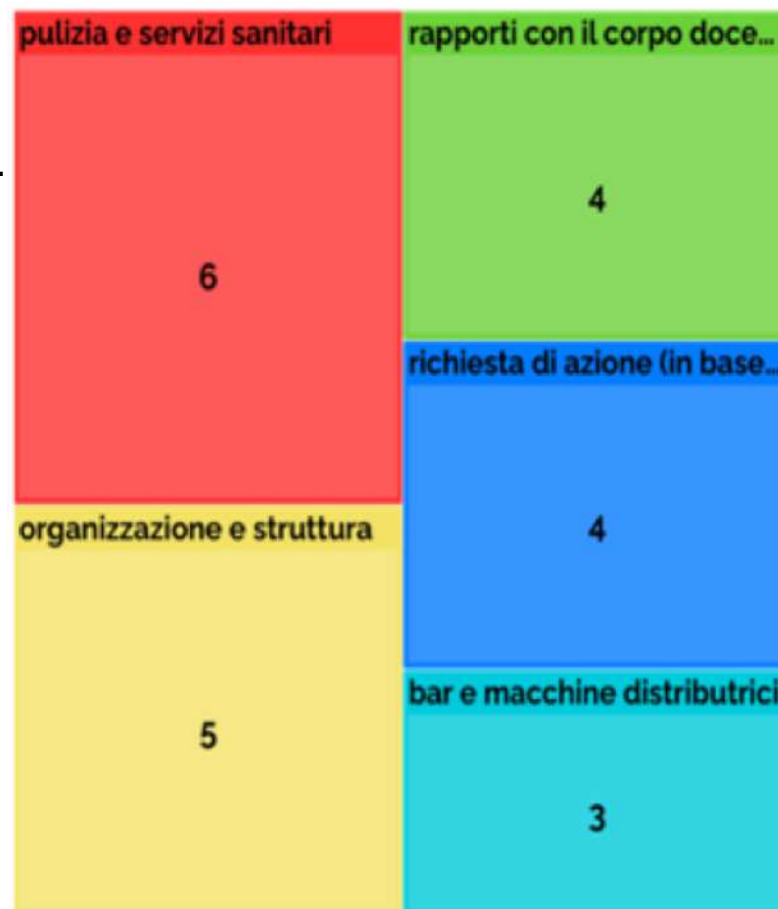 pulizia e servizi sanitari
6
organizzazione e struttura
5
rapporti con il corpo doce...
4
richiesta di azione (in base...
4
bar e macchine distributrici
3